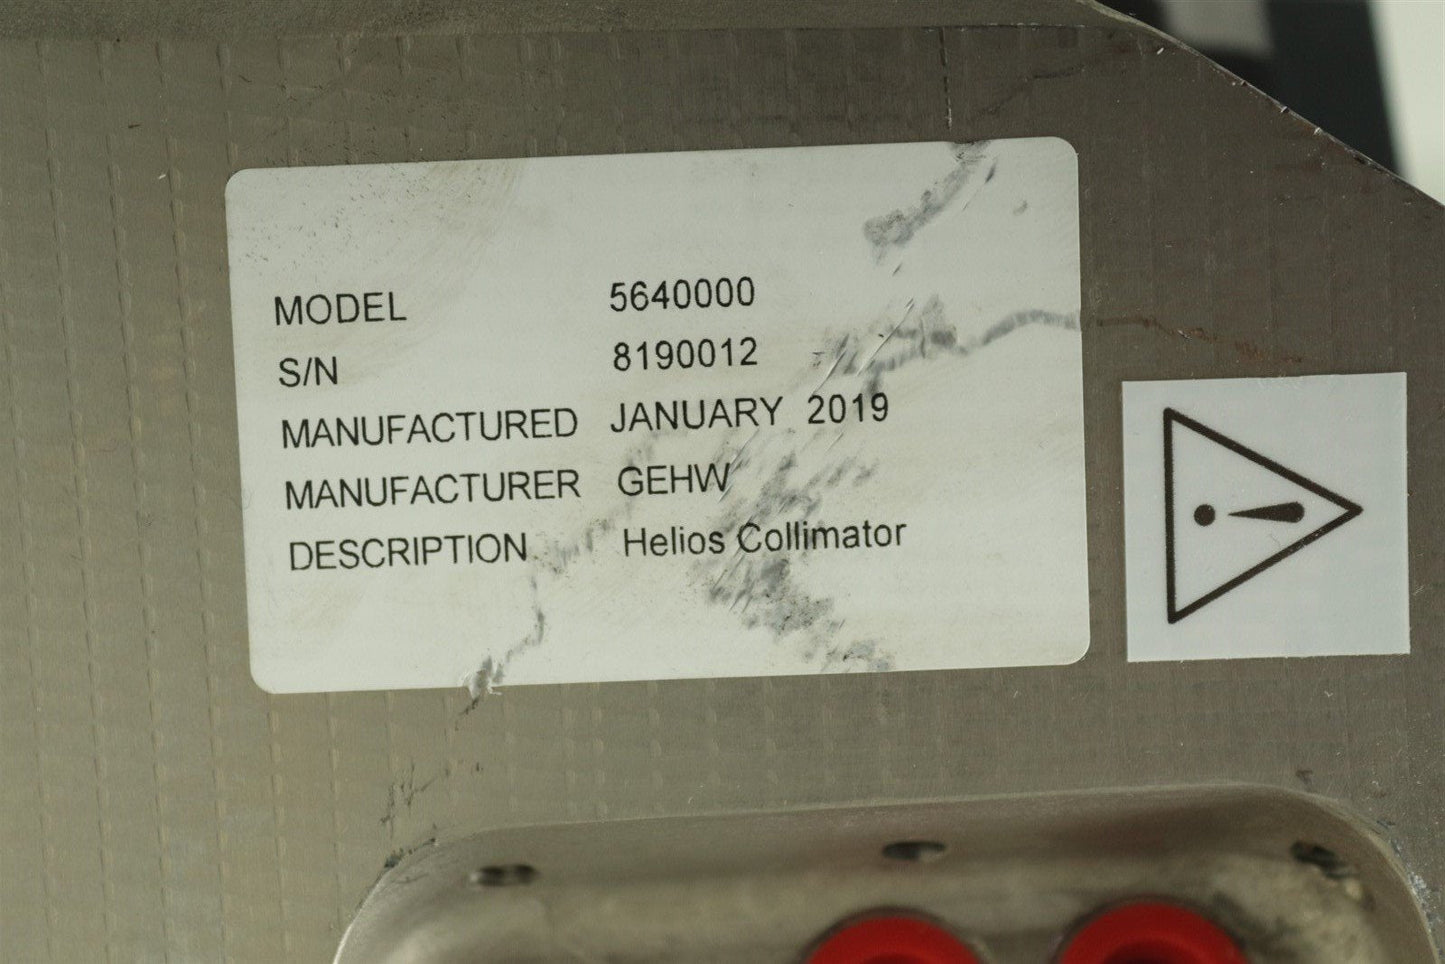 MODEL 5640000
S/N 8190012
MANUFACTURED JANUARY 2019
MANUFACTURER GEHW
DESCRIPTION Helios Collimator
!